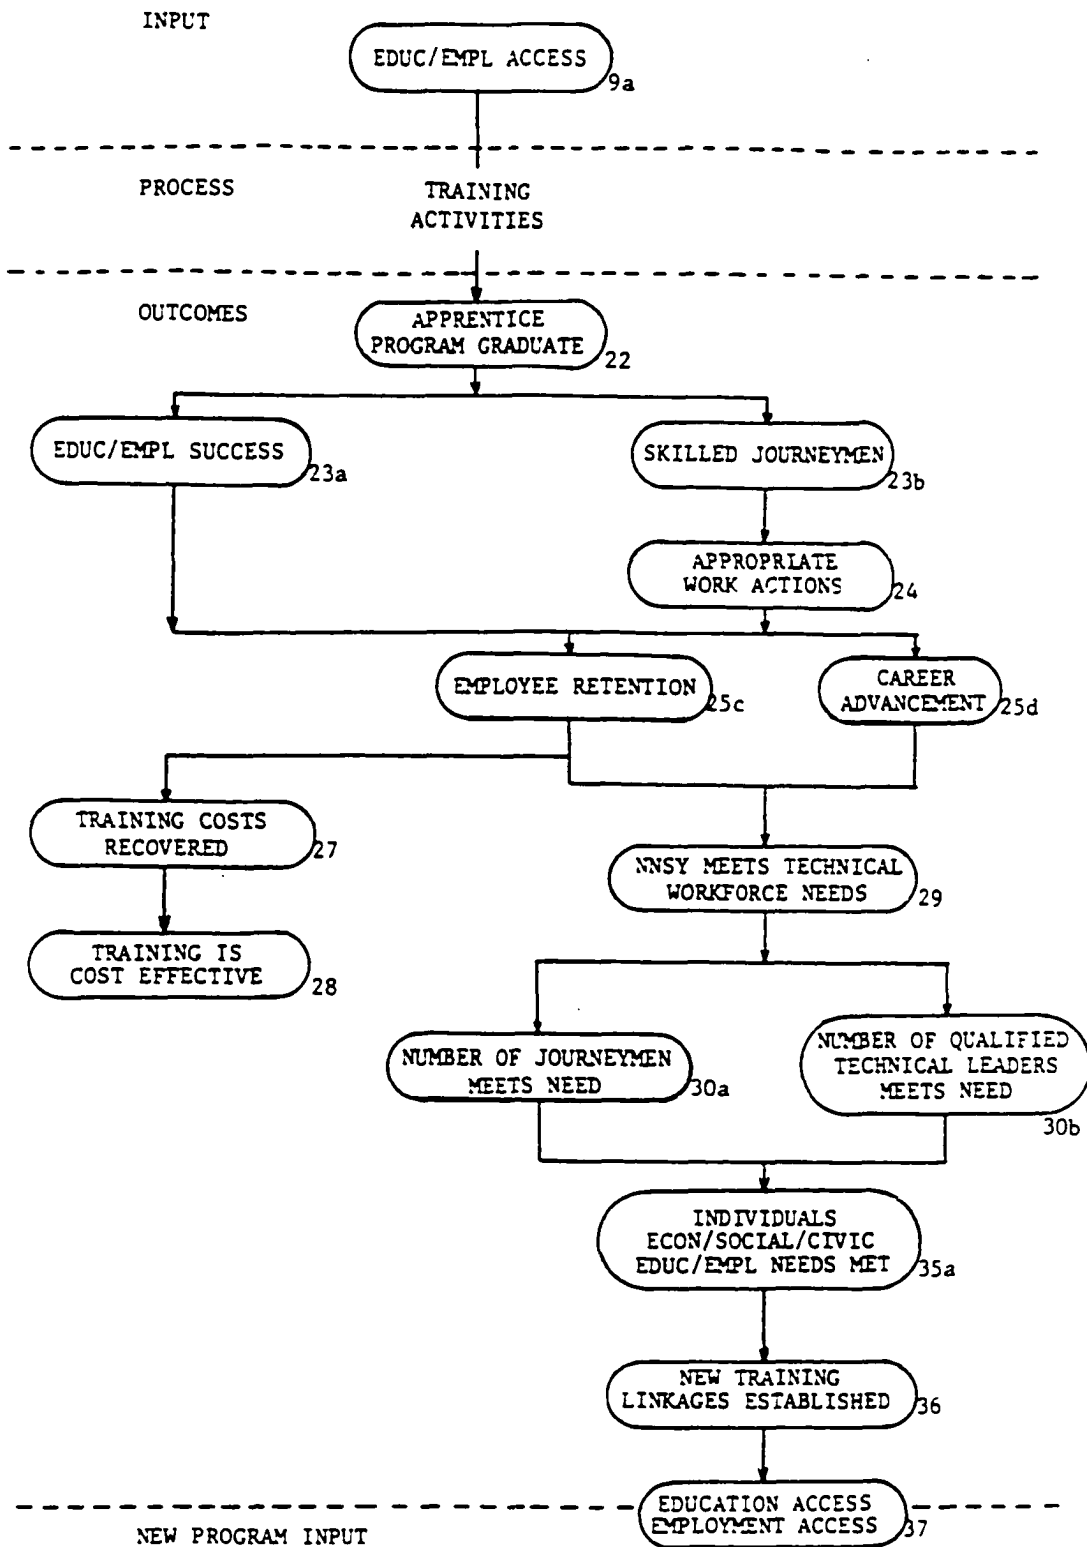 INPUT
EDUC/EMPL ACCESS
9a
PROCESS
TRAINING
ACTIVITIES
OUTCOMES
APPRENTICE
PROGRAM GRADUATE
22
EDUC/EMPL SUCCESS
23a
SKILLED JOURNEYMEN
23b
APPROPRIATE
WORK ACTIONS
24
EMPLOYEE RETENTION
25c
CAREER
ADVANCEMENT
25d
TRAINING COSTS
RECOVERED
27
NNSY MEETS TECHNICAL
WORKFORCE NEEDS
29
TRAINING IS
COST EFFECTIVE
28
NUMBER OF JOURNEYMEN
MEETS NEED
30a
NUMBER OF QUALIFIED
TECHNICAL LEADERS
MEETS NEED
30b
INDIVIDUALS
ECON/SOCIAL/CIVIC
EDUC/EMPL NEEDS MET
35a
NEW TRAINING
LINKAGES ESTABLISHED
36
EDUCATION ACCESS
EMPLOYMENT ACCESS
37
NEW PROGRAM INPUT